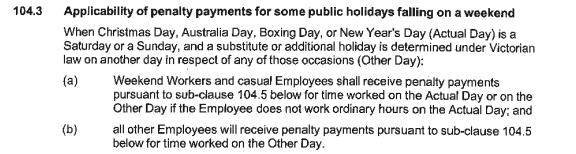 104.3 Applicability of penalty payments for some public holidays falling on a weekend
When Christmas Day, Australia Day, Boxing Day, or New Year's Day (Actual Day) is a
Saturday or a Sunday, and a substitute or additional holiday is determined under Victorian
law on another day in respect of any of those occasions (Other Day):
(a) Weekend Workers and casual Employees shall receive penalty payments
pursuant to sub-clause 104.5 below for time worked on the Actual Day or on the
Other Day if the Employee does not work ordinary hours on the Actual Day; and
(b) all other Employees will receive penalty payments pursuant to sub-clause 104.5
below for time worked on the Other Day.